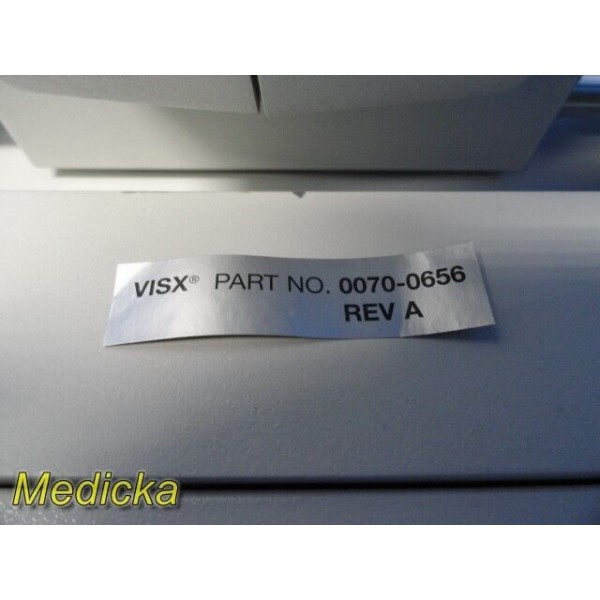 VISX® PART NO. 0070-0656
REV A
Medicka